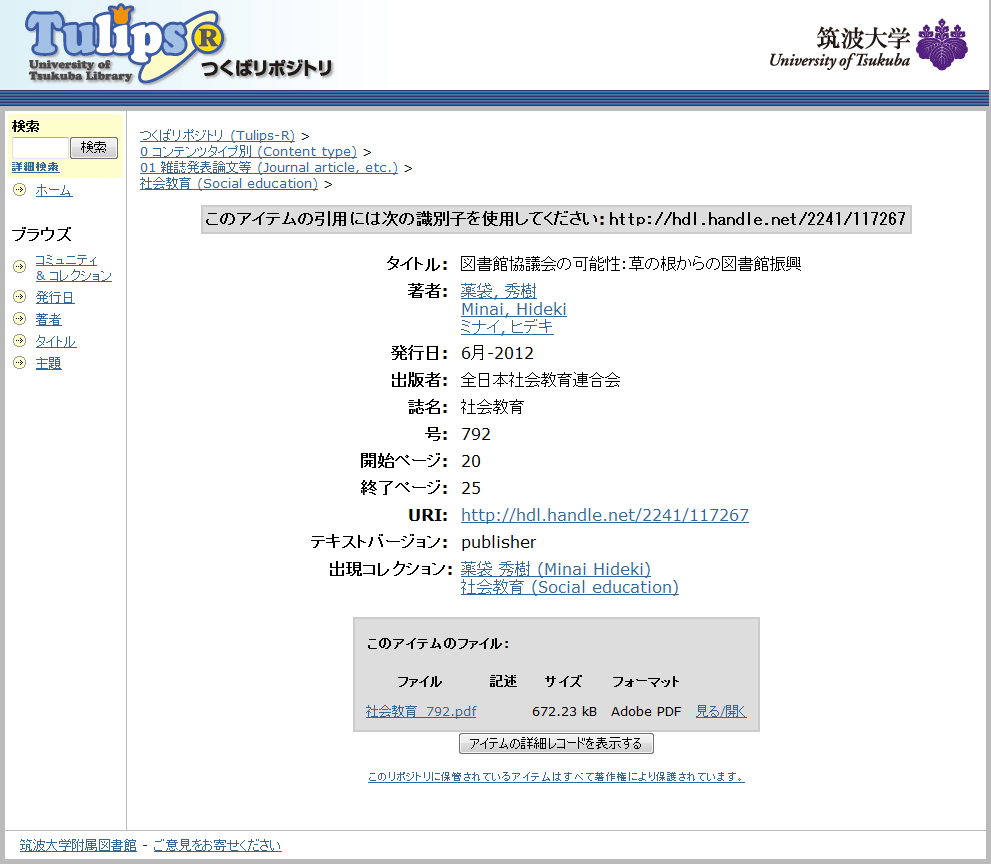 TulipsR
University of
Tsukuba Library
つくばリポジトリ
筑波大学
University of Tsukuba
検索
検索
詳細検索
ホーム
ブラウズ
コミュニティ
& コレクション
発行日
著者
タイトル
主題
つくばリポジトリ (Tulips-R) >
0 コンテンツタイプ別 (Content type) >
01 雑誌発表論文等 (Journal article, etc.) >
社会教育 (Social education) >
このアイテムの引用には次の識別子を使用してください: http://hdl.handle.net/2241/117267
タイトル: 図書館協議会の可能性:草の根からの図書館振興
著者: 薬袋, 秀樹
Minai, Hideki
ミナイ, ヒデキ
発行日: 6月-2012
出版者: 全日本社会教育連合会
誌名: 社会教育
号: 792
開始ページ: 20
終了ページ: 25
URI: http://hdl.handle.net/2241/117267
テキストバージョン: publisher
出現コレクション: 薬袋 秀樹 (Minai Hideki)
社会教育 (Social education)
このアイテムのファイル:
ファイル 記述 サイズ フォーマット
社会教育_792.pdf 672.23 kB Adobe PDF 見る/開く
アイテムの詳細レコードを表示する
このリポジトリに保管されているアイテムはすべて著作権により保護されています。
筑波大学附属図書館 - ご意見をお寄せください